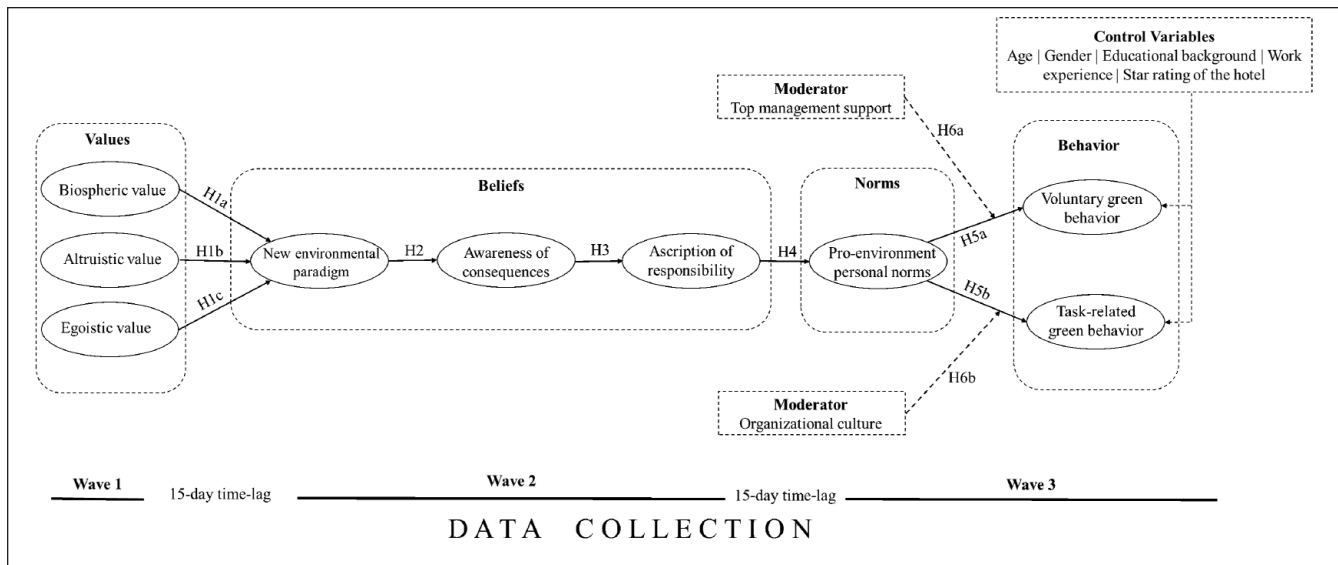 Control Variables
Age | Gender | Educational background | Work
experience | Star rating of the hotel
Moderator
Top management support
H6a
Values
Biospheric value
Altruistic value
Egoistic value
H1a
H1b
H1c
Beliefs
New environmental
paradigm
H2
Awareness of
consequences
H3
Ascription of
responsibility
H4
Norms
Pro-environment
personal norms
H5a
H5b
Behavior
Voluntary green
behavior
Task-related
green behavior
H6b
Moderator
Organizational culture
Wave 1
15-day time-lag
Wave 2
15-day time-lag
Wave 3
DATA COLLECTION